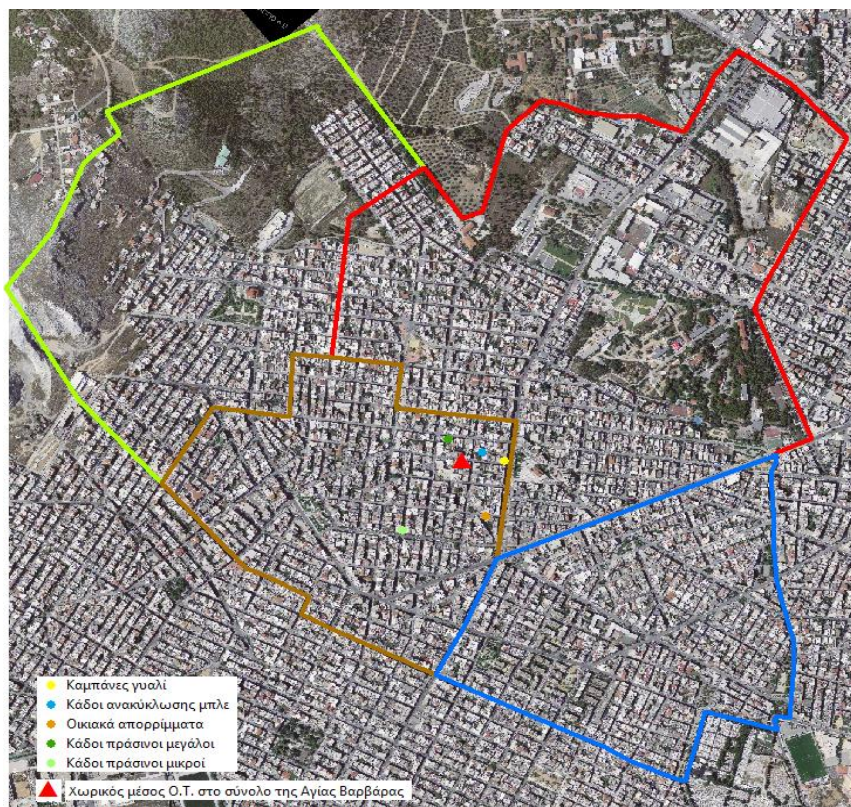 Καμπάνες γυαλί
Κάδοι ανακύκλωσης μπλε
Οικιακά απορρίμματα
Κάδοι πράσινοι μεγάλοι
Κάδοι πράσινοι μικροί
Χωρικός μέσος Ο.Τ. στο σύνολο της Αγίας Βαρβάρας